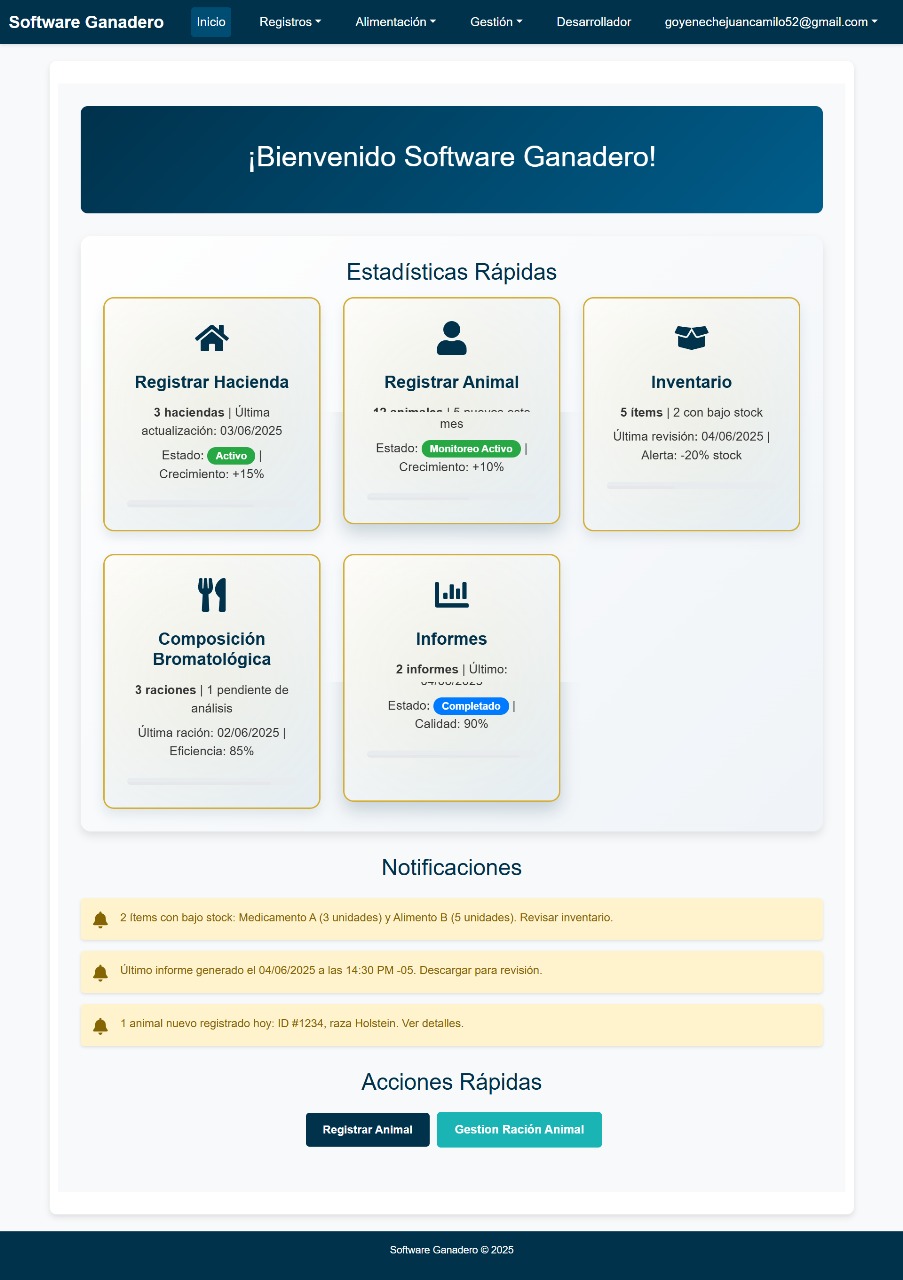 Software Ganadero Inicio Registros Alimentación Gestión Desarrollador goyenechejuancamilo52@gmail.com
¡Bienvenido Software Ganadero!
Estadísticas Rápidas
Registrar Hacienda
3 haciendas | Última
actualización: 03/06/2025
Estado: Activo |
Crecimiento: +15%
Registrar Animal
12 animales | 5 nuevos este
mes
Estado: Monitoreo Activo |
Crecimiento: +10%
Inventario
5 ítems | 2 con bajo stock
Última revisión: 04/06/2025 |
Alerta: -20% stock
Composición
Bromatológica
3 raciones | 1 pendiente de
análisis
Última ración: 02/06/2025 |
Eficiencia: 85%
Informes
2 informes | Último:
04/06/2025
Estado: Completado |
Calidad: 90%
Notificaciones
2 ítems con bajo stock: Medicamento A (3 unidades) y Alimento B (5 unidades). Revisar inventario.
Último informe generado el 04/06/2025 a las 14:30 PM -05. Descargar para revisión.
1 animal nuevo registrado hoy: ID #1234, raza Holstein. Ver detalles.
Acciones Rápidas
Registrar Animal
Gestion Ración Animal
Software Ganadero © 2025